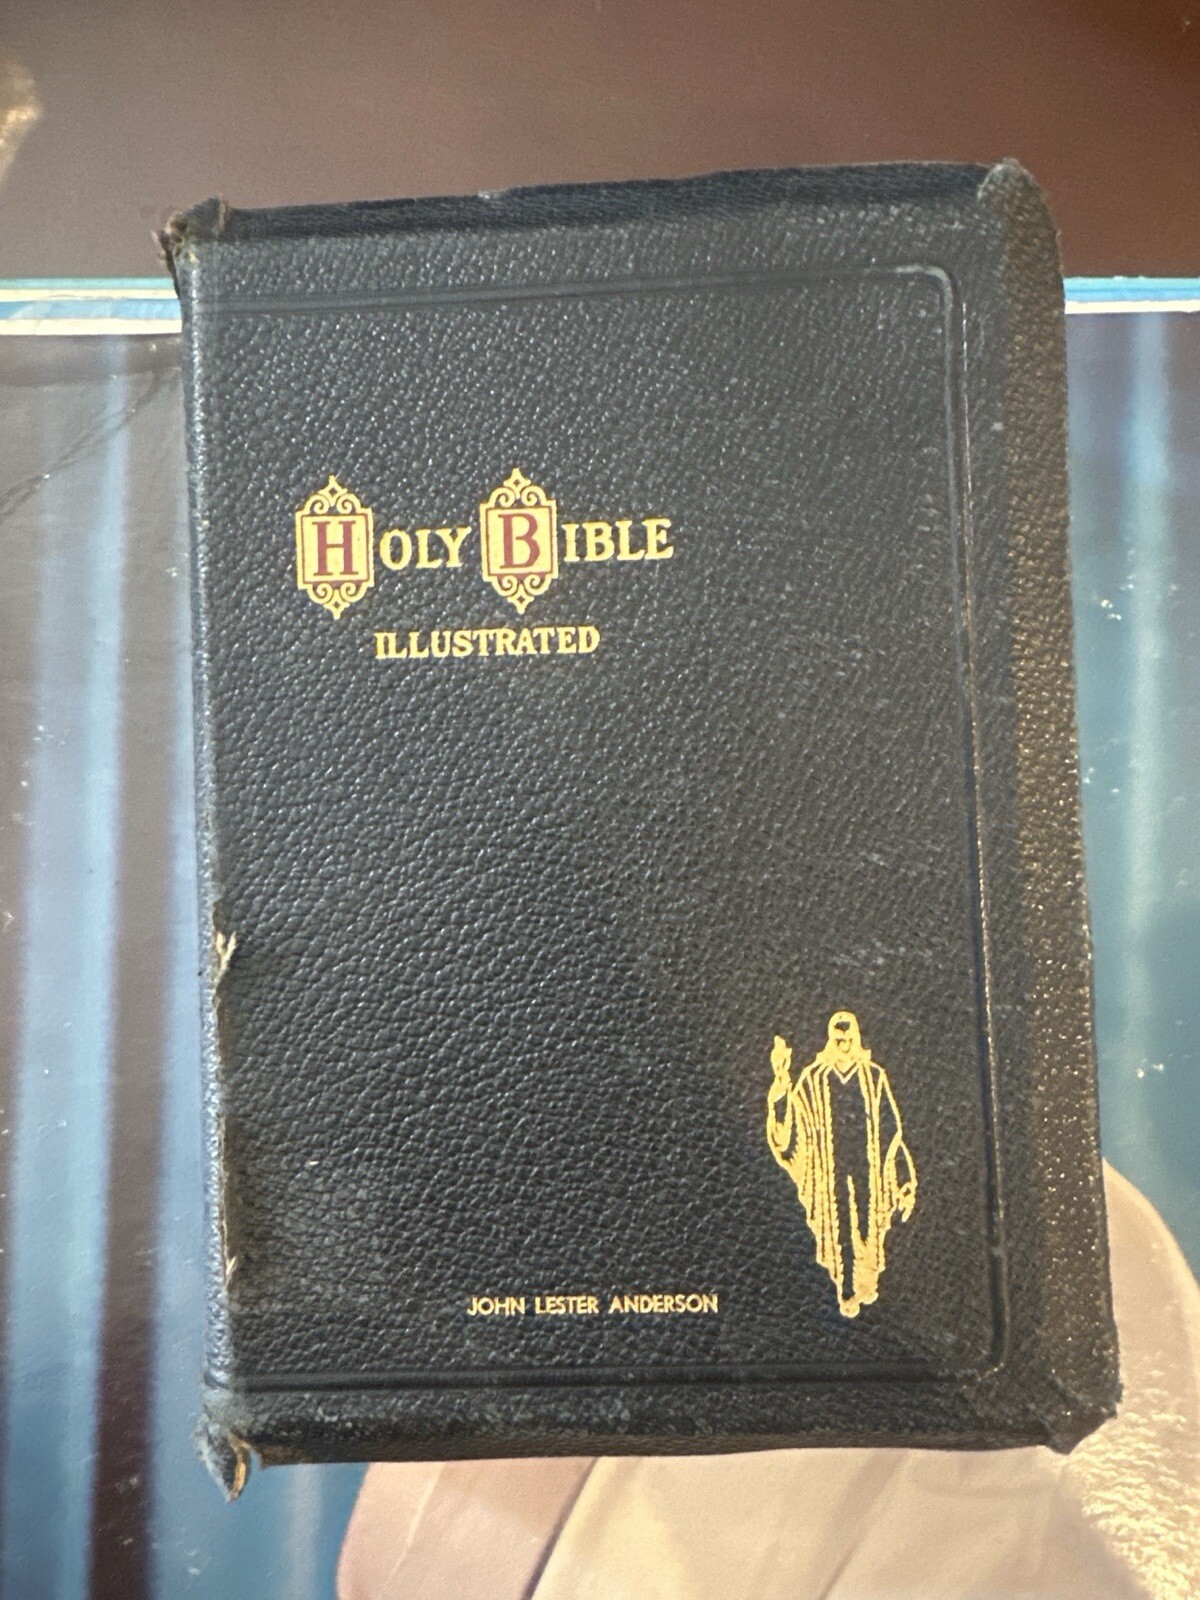 HOLY BIBLE
ILLUSTRATED
JOHN LESTER ANDERSON